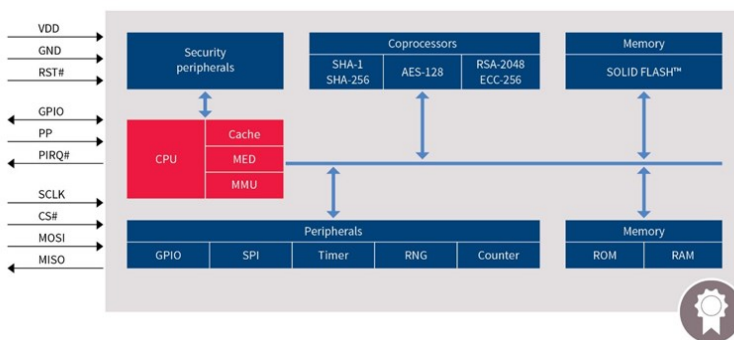 VDD
GND
RST#
GPIO
PP
PIRQ#
SCLK
CS#
MOSI
MISO
Security
peripherals
Coprocessors
SHA-1
SHA-256
AES-128
RSA-2048
ECC-256
Memory
SOLID FLASH™
CPU
Cache
MED
MMU
Peripherals
GPIO
SPI
Timer
RNG
Counter
Memory
ROM
RAM